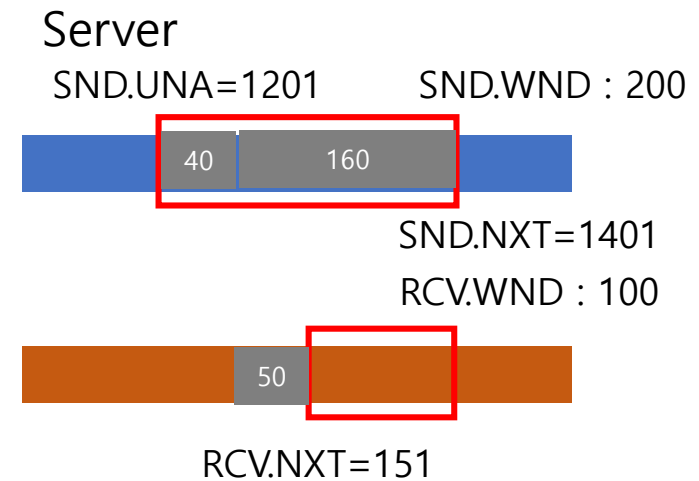 Server
SND.UNA=1201 SND.WND : 200
40 160
SND.NXT=1401
RCV.WND : 100
50
RCV.NXT=151